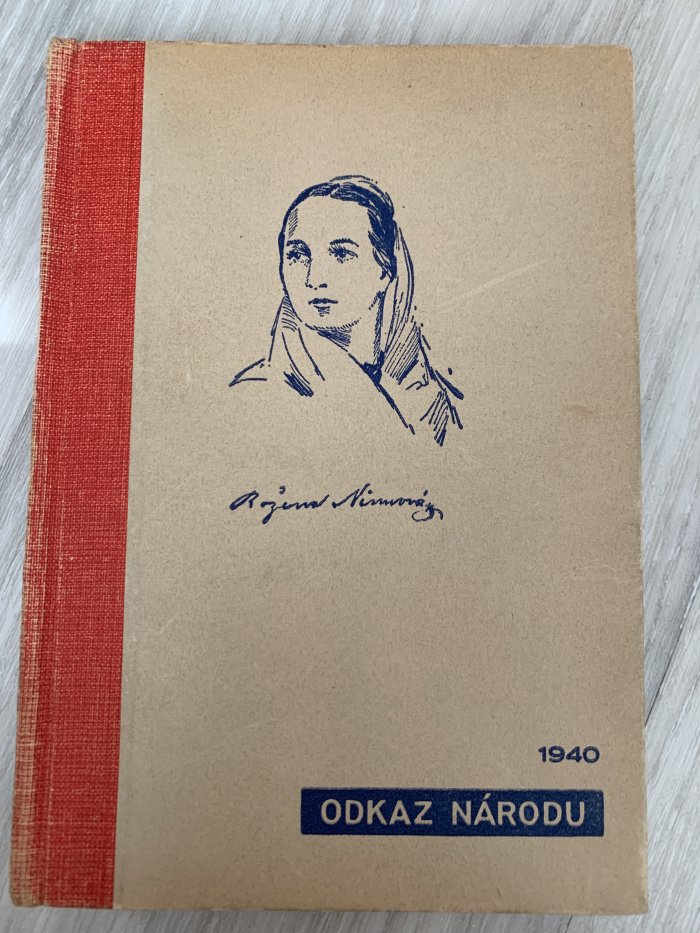 Božena Němcová
1940
ODKAZ NÁRODU